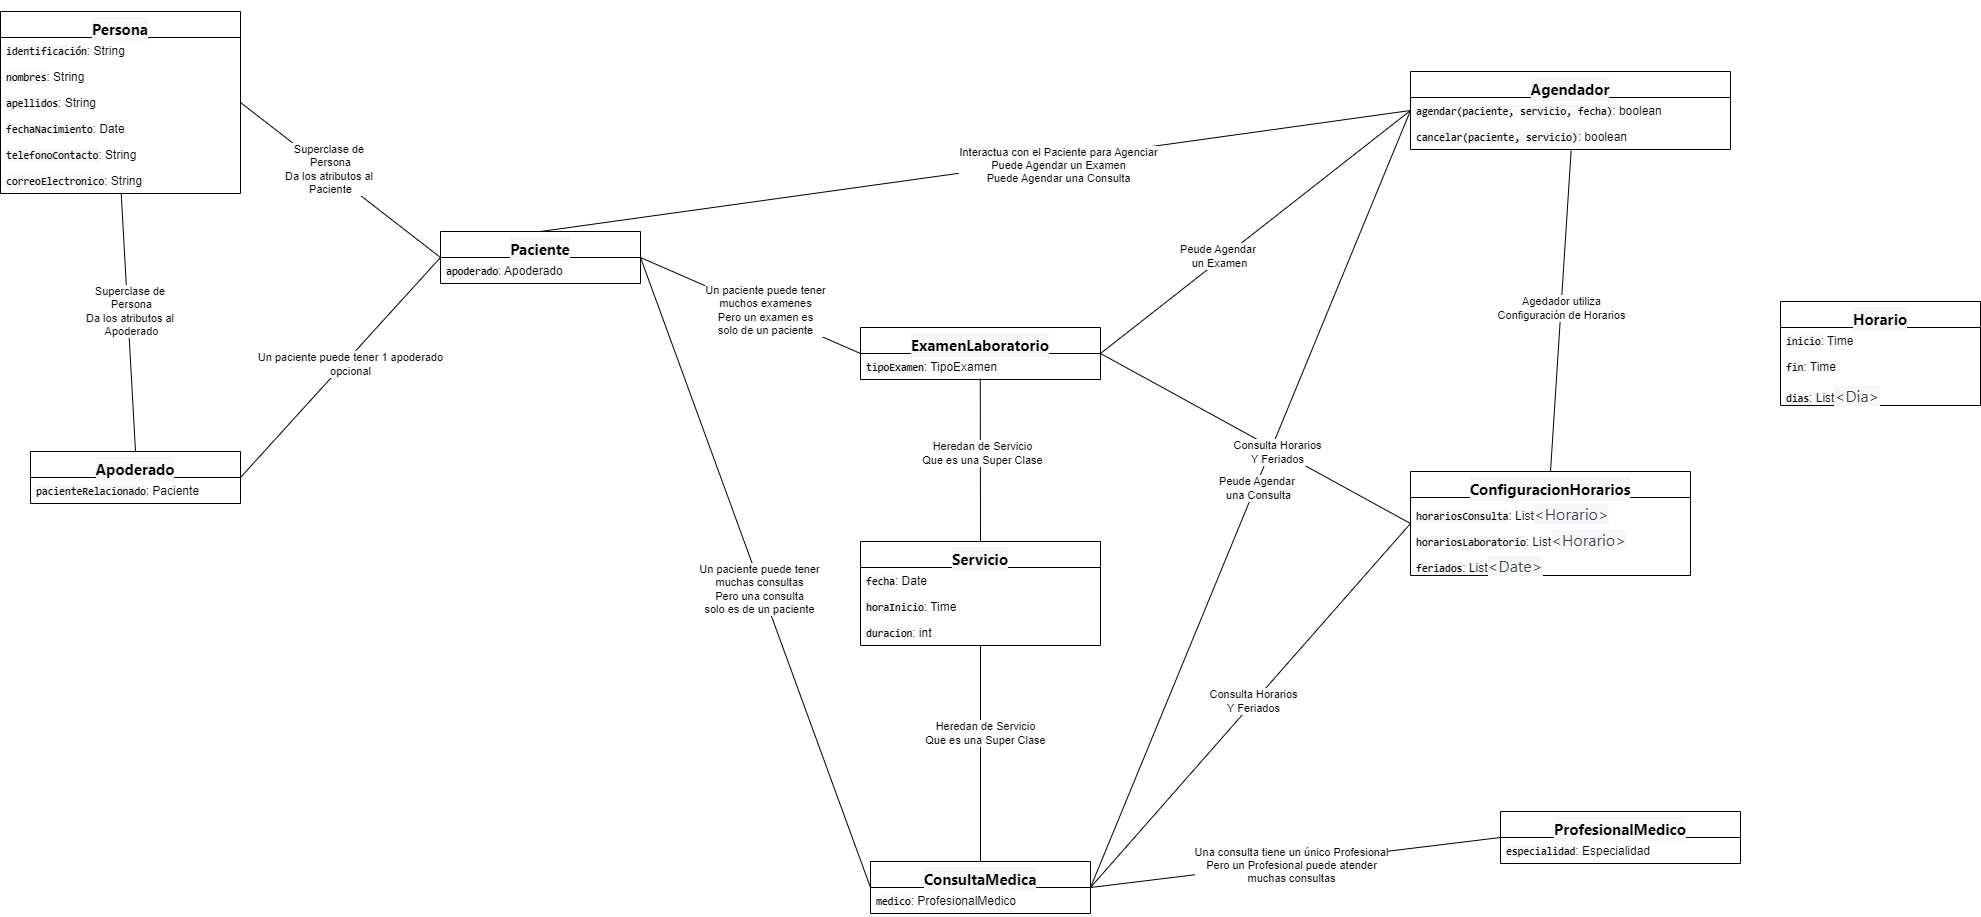 Persona
identificación: String
nombres: String
apellidos: String
fechaNacimiento: Date
telefonoContacto: String
correoElectronico: String
Superclase de
Persona
Da los atributos al
Paciente
Superclase de
Persona
Da los atributos al
Apoderado
Un paciente puede tener 1 apoderado
opcional
Apoderado
pacienteRelacionado: Paciente
Paciente
apoderado: Apoderado
Interactua con el Paciente para Agenciar
Puede Agendar un Examen
Puede Agendar una Consulta
Un paciente puede tener
muchos examenes
Pero un examen es
solo de un paciente
Un paciente puede tener
muchas consultas
Pero una consulta
solo es de un paciente
ExamenLaboratorio
tipoExamen: TipoExamen
Heredan de Servicio
Que es una Super Clase
Servicio
fecha: Date
horaInicio: Time
duracion: int
Heredan de Servicio
Que es una Super Clase
ConsultaMedica
medico: ProfesionalMedico
Agendador
agendar(paciente, servicio, fecha): boolean
cancelar(paciente, servicio): boolean
Peude Agendar
un Examen
Agedador utiliza
Configuración de Horarios
Consulta Horarios
Y Feriados
Peude Agendar
una Consulta
ConfiguracionHorarios
horariosConsulta: List<Horario>
horariosLaboratorio: List<Horario>
feriados: List<Date>
Consulta Horarios
Y Feriados
Horario
inicio: Time
fin: Time
dias: List<Dia>
Una consulta tiene un único Profesional
Pero un Profesional puede atender
muchas consultas
ProfesionalMedico
especialidad: Especialidad